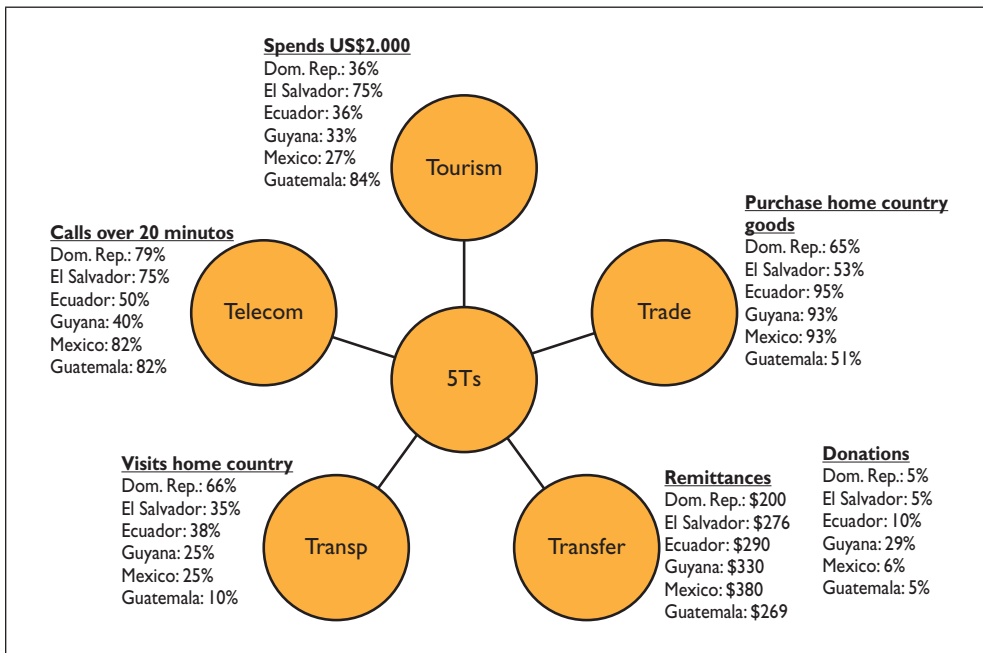 Spends US$2.000
Dom. Rep.: 36%
El Salvador: 75%
Ecuador: 36%
Guyana: 33%
Mexico: 27%
Guatemala: 84%
Tourism
Purchase home country
goods
Dom. Rep.: 65%
El Salvador: 53%
Ecuador: 95%
Guyana: 93%
Mexico: 93%
Guatemala: 51%
Trade
Calls over 20 minutos
Dom. Rep.: 79%
El Salvador: 75%
Ecuador: 50%
Guyana: 40%
Mexico: 82%
Guatemala: 82%
Telecom
5Ts
Visits home country
Dom. Rep.: 66%
El Salvador: 35%
Ecuador: 38%
Guyana: 25%
Mexico: 25%
Guatemala: 10%
Transp
Transfer
Remittances
Dom. Rep.: $200
El Salvador: $276
Ecuador: $290
Guyana: $330
Mexico: $380
Guatemala: $269
Donations
Dom. Rep.: 5%
El Salvador: 5%
Ecuador: 10%
Guyana: 29%
Mexico: 6%
Guatemala: 5%